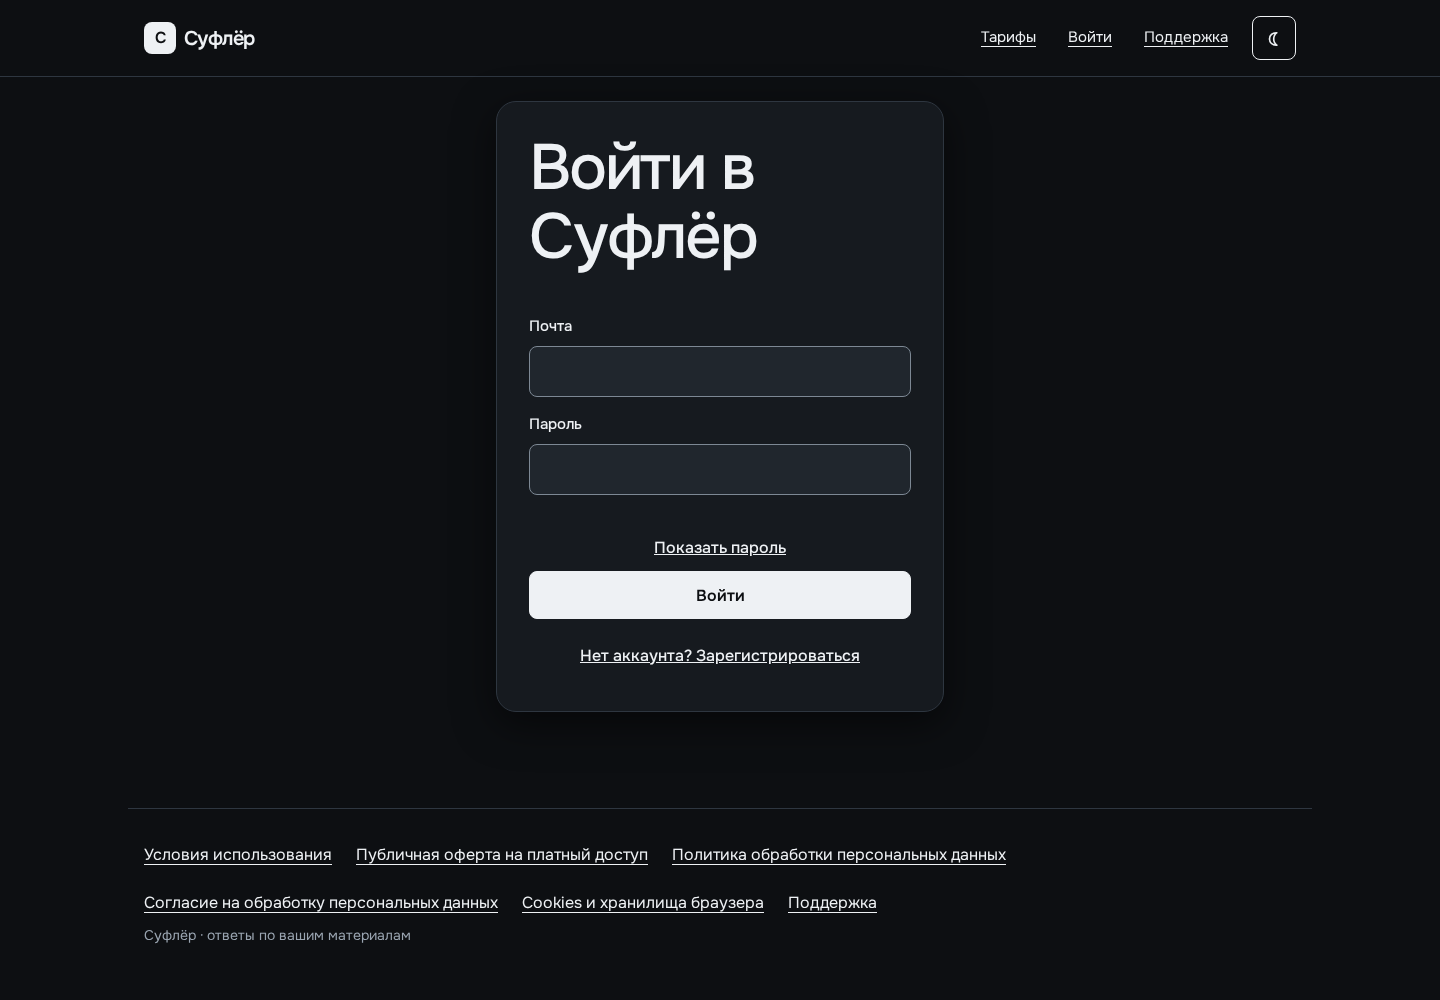 С Суфлёр
Тарифы Войти Поддержка
Войти в
Суфлёр
Почта
Пароль
Показать пароль
Войти
Нет аккаунта? Зарегистрироваться
Условия использования Публичная оферта на платный доступ Политика обработки персональных данных
Согласие на обработку персональных данных Cookies и хранилища браузера Поддержка
Суфлёр · ответы по вашим материалам